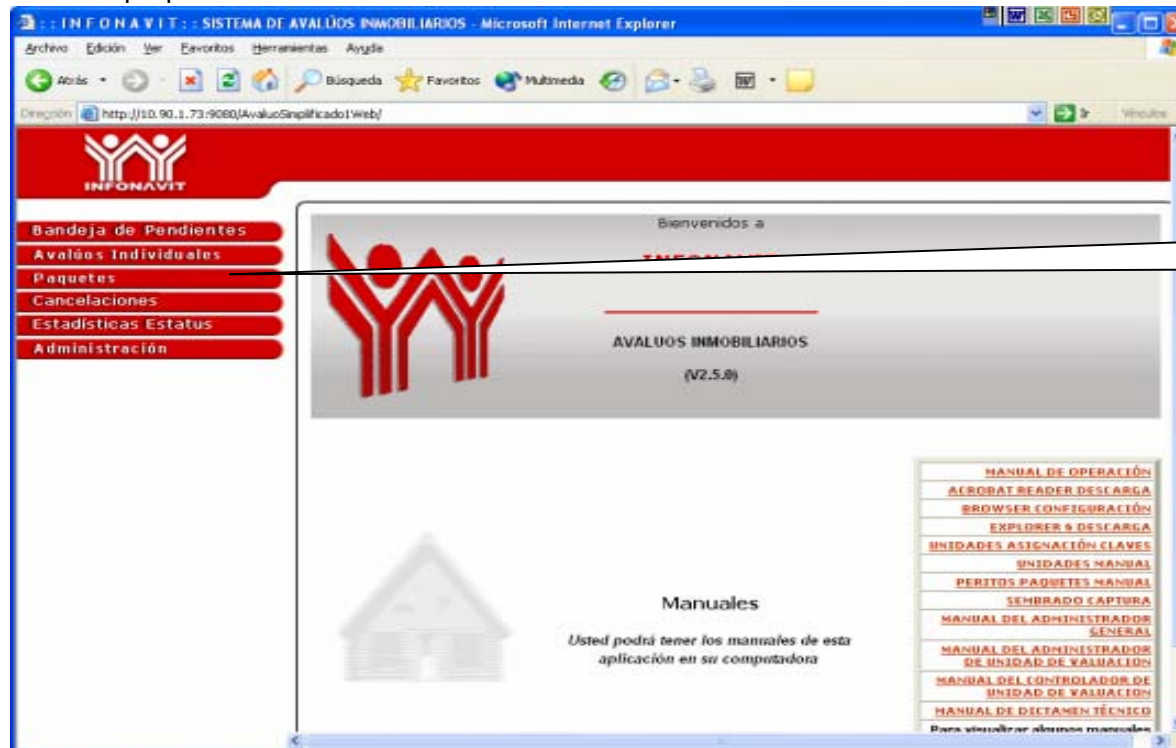 : : I N F O N A V I T : : SISTEMA DE AVALÚOS INMOBILIARIOS - Microsoft Internet Explorer
Archivo Edición Ver Favoritos Herramientas Ayuda
Atrás Búsqueda Favoritos Multimedia
Dirección http://10.90.1.73:9080/AvaluoSimplificado1Web/ Ir Vínculos
INFONAVIT
Bandeja de Pendientes
Avalúos Individuales
Paquetes
Cancelaciones
Estadísticas Estatus
Administración
Bienvenidos a
INFONAVIT
AVALUOS INMOBILIARIOS
(V2.5.0)
MANUAL DE OPERACIÓN
ACROBAT READER DESCARGA
BROWSER CONFIGURACIÓN
EXPLORER 6 DESCARGA
UNIDADES ASIGNACIÓN CLAVES
UNIDADES MANUAL
PERITOS PAQUETES MANUAL
SEMBRADO CAPTURA
MANUAL DEL ADMINISTRADOR
GENERAL
MANUAL DEL ADMINISTRADOR
DE UNIDAD DE VALUACION
MANUAL DEL CONTROLADOR DE
UNIDAD DE VALUACION
MANUAL DE DICTAMEN TÉCNICO
Para visualizar algunos manuales
Manuales
Usted podrá tener los manuales de esta
aplicación en su computadora